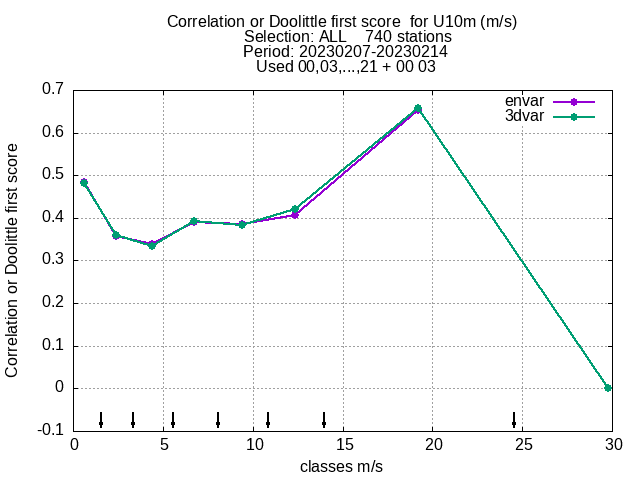 Correlation or Doolittle first score  for U10m (m/s)
Selection: ALL    740 stations
Period: 20230207-20230214
Used 00,03,...,21 + 00 03
envar
3dvar
Correlation or Doolittle first score
0.7
0.6
0.5
0.4
0.3
0.2
0.1
0
-0.1
0 5 10 15 20 25 30
classes m/s